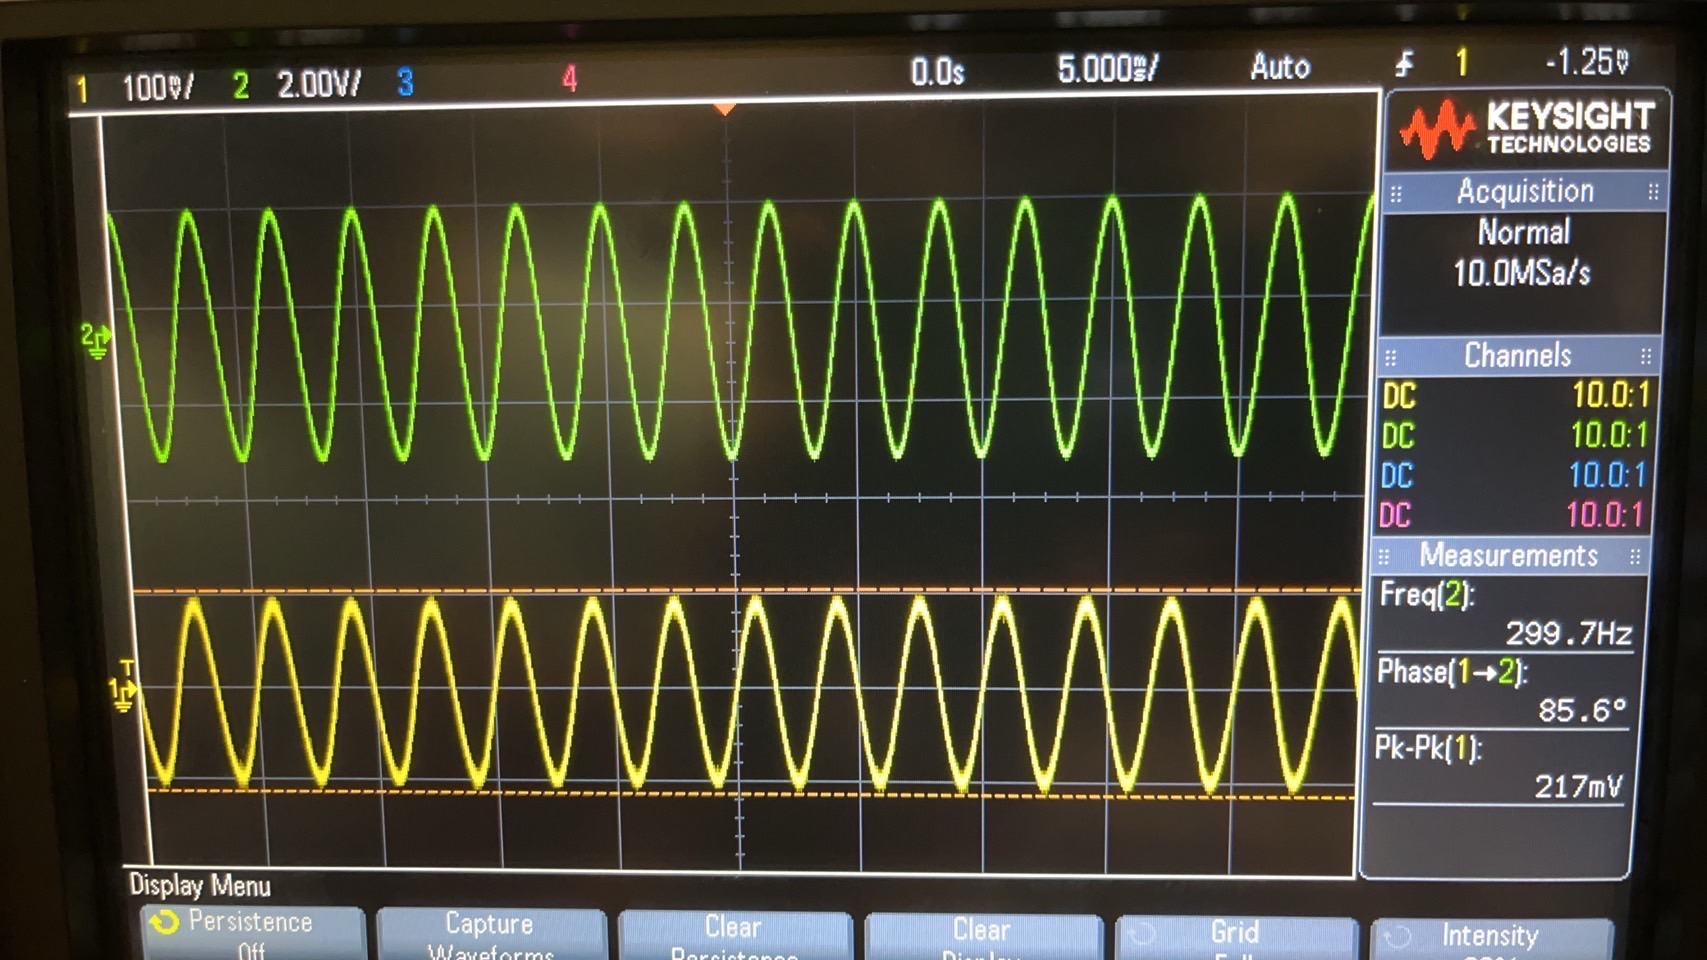 1 100mV/ 2 2.00V/ 3 4 0.0s 5.000ms/ Auto 1 -1.25V
KEYSIGHT
TECHNOLOGIES
Acquisition
Normal
10.0MSa/s
Channels
DC 10.0:1
DC 10.0:1
DC 10.0:1
DC 10.0:1
Measurements
Freq(2):
299.7Hz
Phase(1→2):
85.6°
Pk-Pk(1):
217mV
2
T
1
Display Menu
Persistence
Off
Capture
Waveforms
Clear
Persistence
Clear
Display
Grid
Full
Intensity